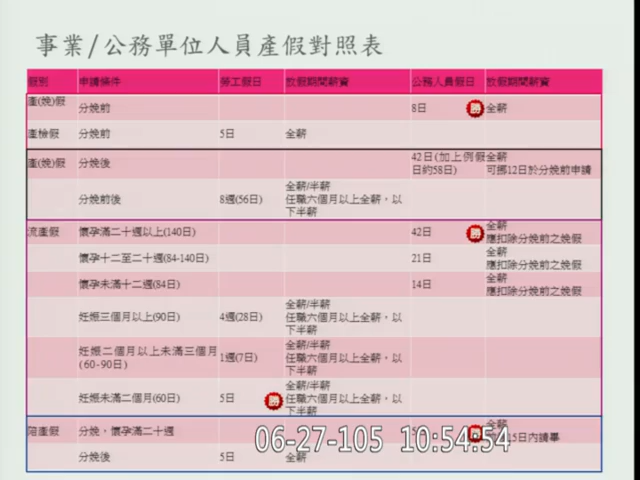 事業/公務單位人員產假對照表
假別 申請條件 勞工假日 放假期間薪資 公務人員假日 放假期間薪資
產(娩)假 分娩前 8日 勝 全薪
產檢假 分娩前 5日 全薪
產(娩)假 分娩後 42日(加上例假 全薪
日約58日) 可挪12日於分娩前申請
分娩前後 8週(56日) 全薪/半薪
任職六個月以上全薪，以
下半薪
流產假 懷孕滿二十週以上(140日) 42日 勝 全薪
應扣除分娩前之娩假
懷孕十二至二十週(84-140日) 21日 全薪
應扣除分娩前之娩假
懷孕未滿十二週(84日) 14日 全薪
應扣除分娩前之娩假
妊娠三個月以上(90日) 4週(28日) 全薪/半薪
任職六個月以上全薪，以
下半薪
妊娠二個月以上未滿三個月 1週(7日) 全薪/半薪
(60-90日) 任職六個月以上全薪，以
下半薪
妊娠未滿二個月(60日) 5日 勝 全薪/半薪
任職六個月以上全薪，以
下半薪
陪產假 分娩，懷孕滿二十週 勝 全薪
15日內請畢
分娩後 5日 全薪
06-27-105 10:54:54